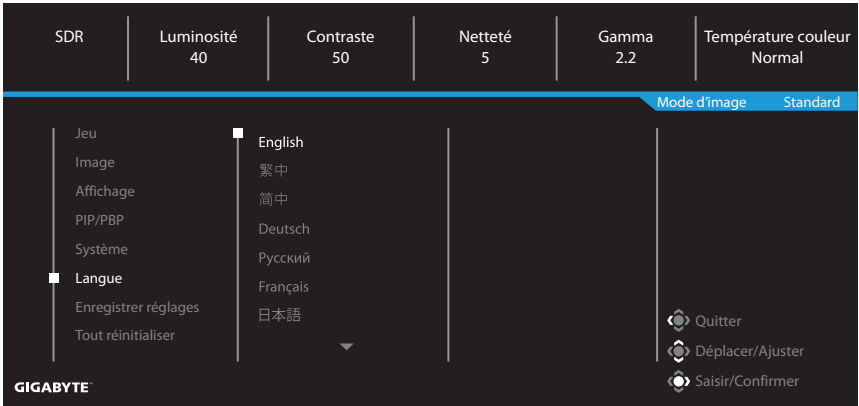 SDR
Luminosité
40
Contraste
50
Netteté
5
Gamma
2.2
Température couleur
Normal
Mode d'image Standard
Jeu
Image
Affichage
PIP/PBP
Système
Langue
Enregistrer réglages
Tout réinitialiser
English
繁中
简中
Deutsch
Русский
Français
日本語
Quitter
Déplacer/Ajuster
Saisir/Confirmer
GIGABYTE™